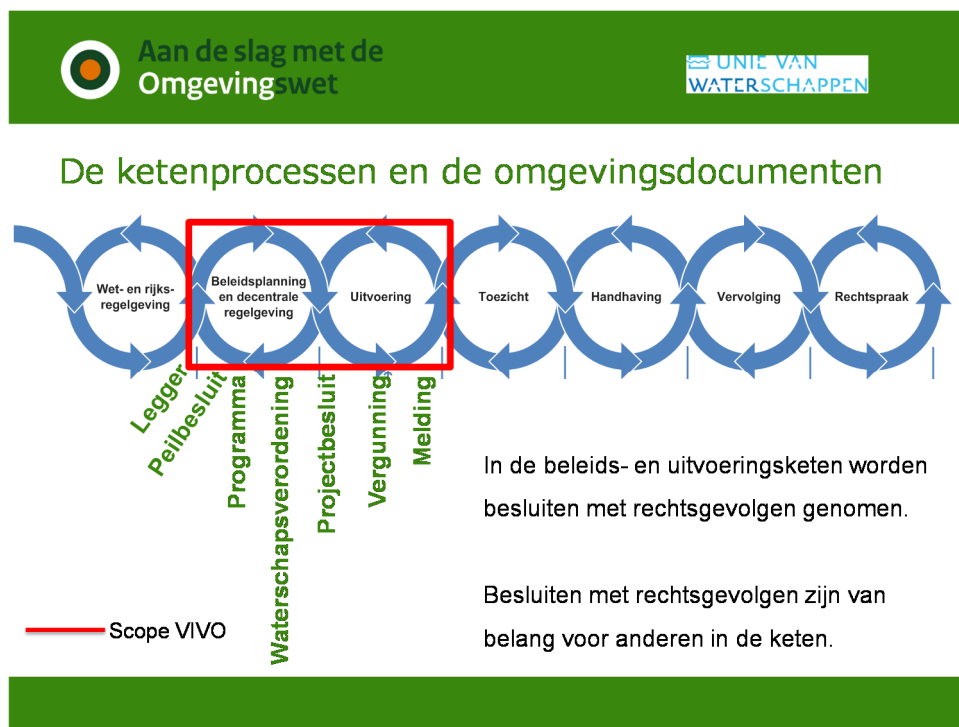 Aan de slag met de
Omgevingswet
UNIE VAN
WATERSCHAPPEN
De ketenprocessen en de omgevingsdocumenten
Wet- en rijks-
regelgeving
Beleidsplanning
en decentrale
regelgeving
Uitvoering
Toezicht
Handhaving
Vervolging
Rechtspraak
Legger
Peilbesluit
Programma
Waterschapsverordening
Projectbesluit
Vergunning
Melding
In de beleids- en uitvoeringsketen worden
besluiten met rechtsgevolgen genomen.
Besluiten met rechtsgevolgen zijn van
belang voor anderen in de keten.
Scope VIVO